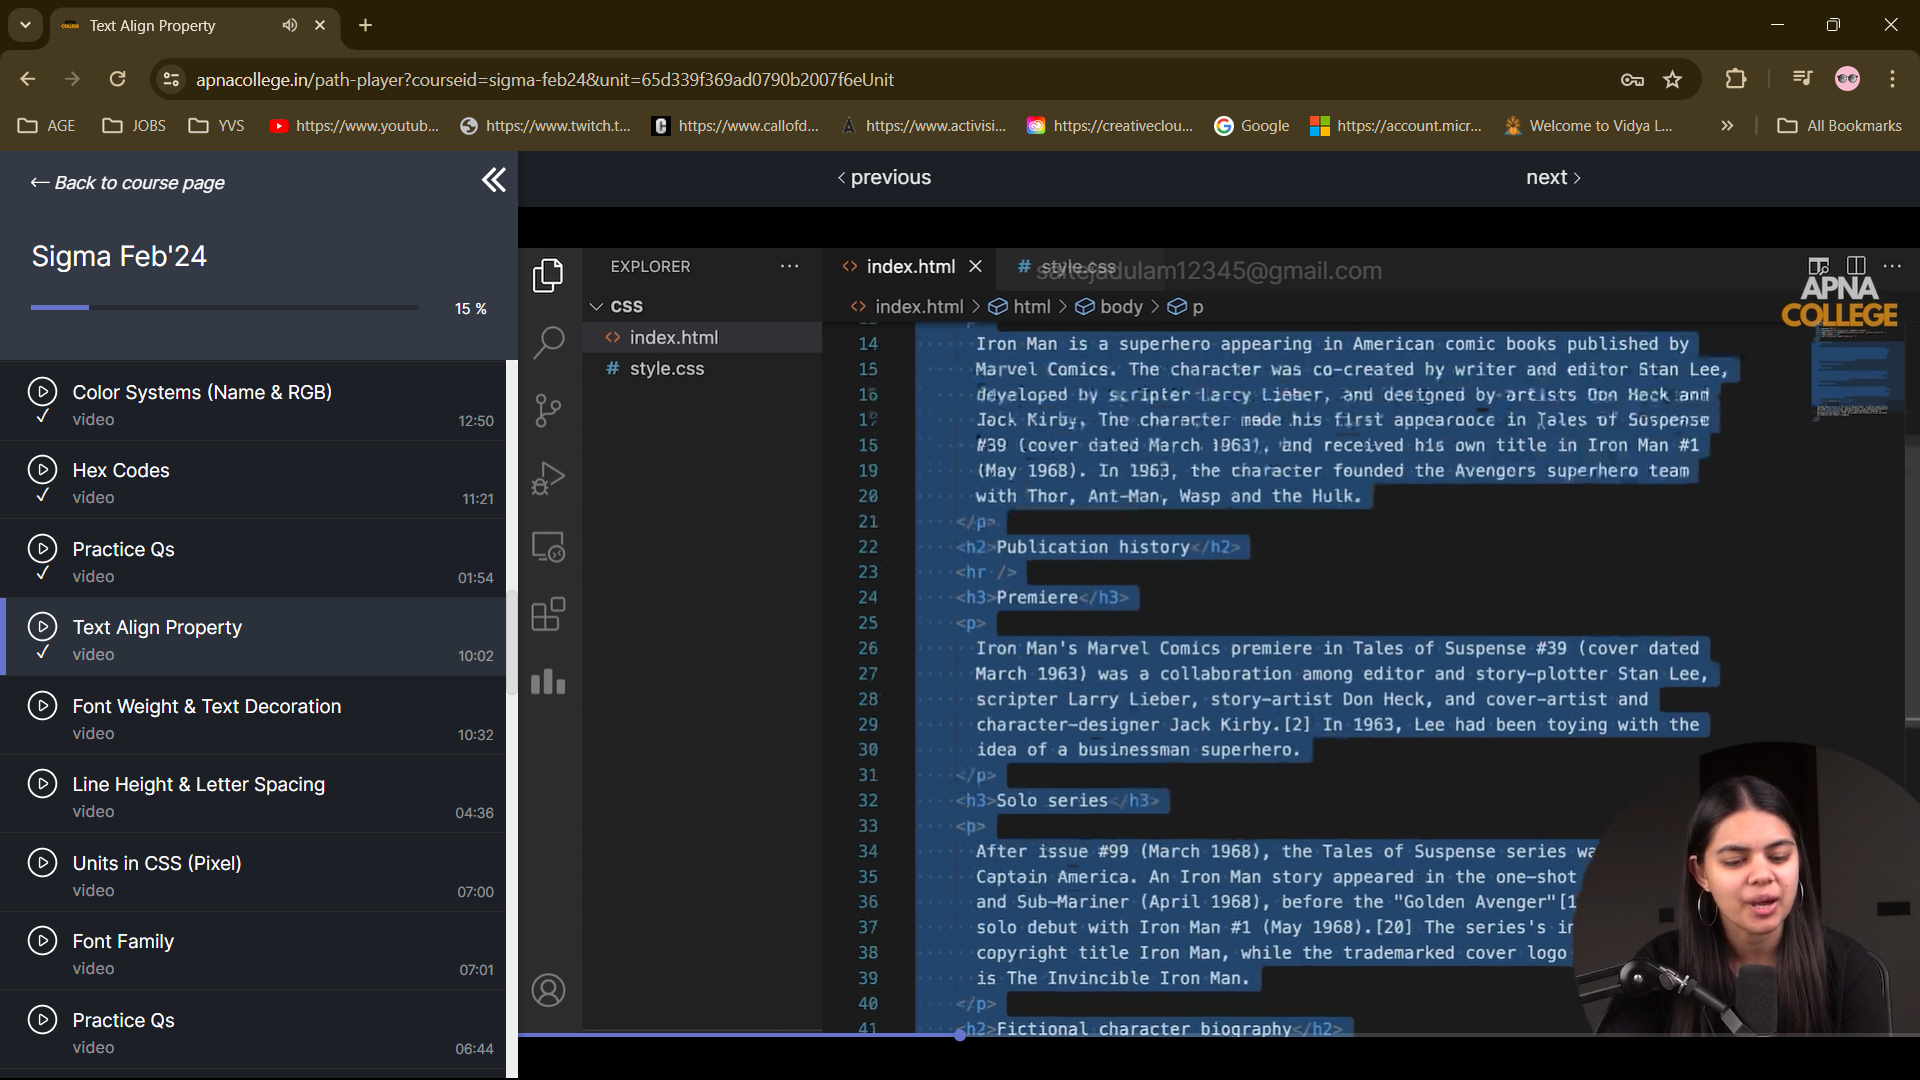 Text Align Property
apnacollege.in/path-player?courseid=sigma-feb24&unit=65d339f369ad0790b2007f6eUnit
AGE
JOBS
YVS
https://www.youtub...
https://www.twitch.t...
https://www.callofd...
https://www.activisi...
https://creativeclou...
Google
https://account.micr...
Welcome to Vidya L...
All Bookmarks
← Back to course page
‹ previous
next ›
Sigma Feb'24
15 %
Color Systems (Name & RGB)
video
12:50
Hex Codes
video
11:21
Practice Qs
video
01:54
Text Align Property
video
10:02
Font Weight & Text Decoration
video
10:32
Line Height & Letter Spacing
video
04:36
Units in CSS (Pixel)
video
07:00
Font Family
video
07:01
Practice Qs
video
06:44
EXPLORER
CSS
index.html
style.css
index.html
# style.css
saitejadulam12345@gmail.com
APNA
COLLEGE
index.html > html > body > p
14 Iron Man is a superhero appearing in American comic books published by
15 Marvel Comics. The character was co-created by writer and editor Stan Lee,
developed by scripter Larry Lieber, and designed by artists Don Heck and
Jack Kirby. The character made his first in Tales of Suspense
#39 (cover dated March 1963), and received his own title in Iron Man #1
19 (May 1968). In 1963, the character founded the Avengors superhero team
20 with Thor, Ant-Man, Wasp and the Hulk.
21 </p>
22 <h2>Publication history</h2>
23 <hr />
24 <h3>Premiere</h3>
25 <p>
26 Iron Man's Marvel Comics premiere in Tales of Suspense #39 (cover dated
27 March 1963) was a collaboration among editor and story-plotter Stan Lee,
28 scripter Larry Lieber, story-artist Don Heck, and cover-artist and
29 character-designer Jack Kirby.[2] In 1963, Lee had been toying with the
30 idea of a businessman superhero.
31 </p>
32 <h3>Solo series</h3>
33 <p>
34 After issue #99 (March 1968), the Tales of Suspense series wa
35 Captain America. An Iron Man story appeared in the one-shot
36 and Sub-Mariner (April 1968), before the "Golden Avenger"[1
37 solo debut with Iron Man #1 (May 1968).[20] The series's in
38 copyright title Iron Man, while the trademarked cover logo
39 is The Invincible Iron Man.
40 </p>
41 <h2>Fictional character biography</h2>